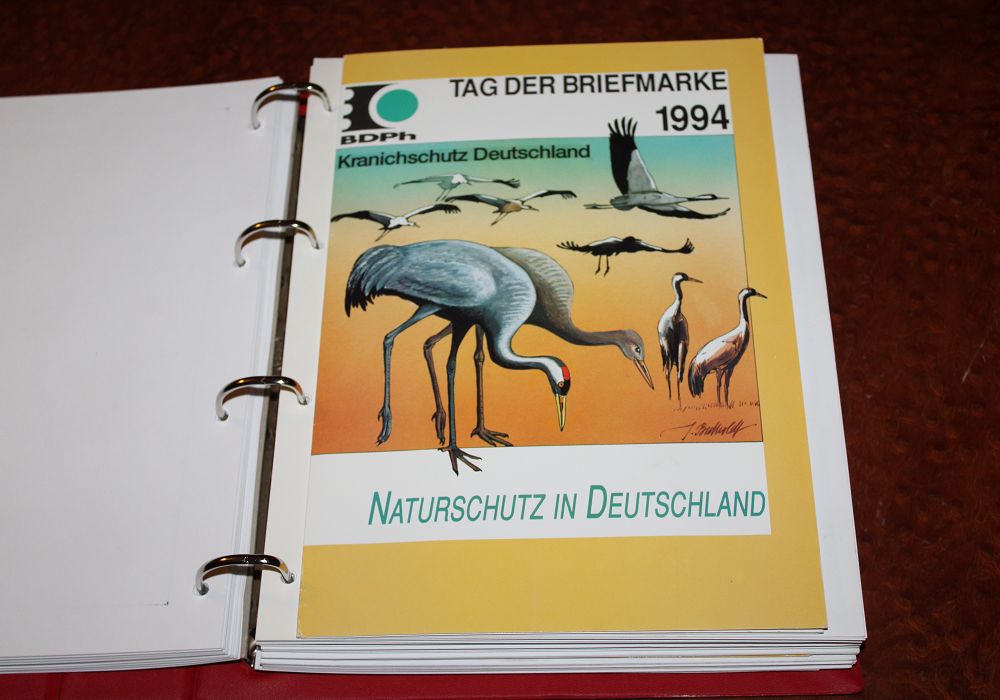 TAG DER BRIEFMARKE
1994
BDPh
Kranichschutz Deutschland
NATURSCHUTZ IN DEUTSCHLAND